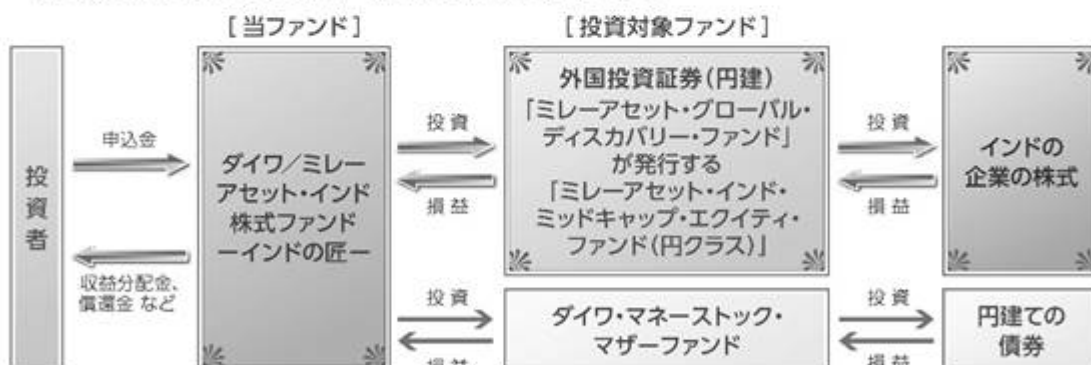 [当ファンド]
[投資対象ファンド]
投資者
申込金
収益分配金、
償還金 など
ダイワ/ミレー
アセット・インド
株式ファンド
ーインドの匠ー
投資
損益
外国投資証券(円建)
「ミレーアセット・グローバル・
ディスカバリー・ファンド」
が発行する
「ミレーアセット・インド・
ミッドキャップ・エクイティ・
ファンド(円クラス)」
投資
損益
インドの
企業の株式
投資
損益
ダイワ・マネーストック・
マザーファンド
投資
損益
円建ての
債券